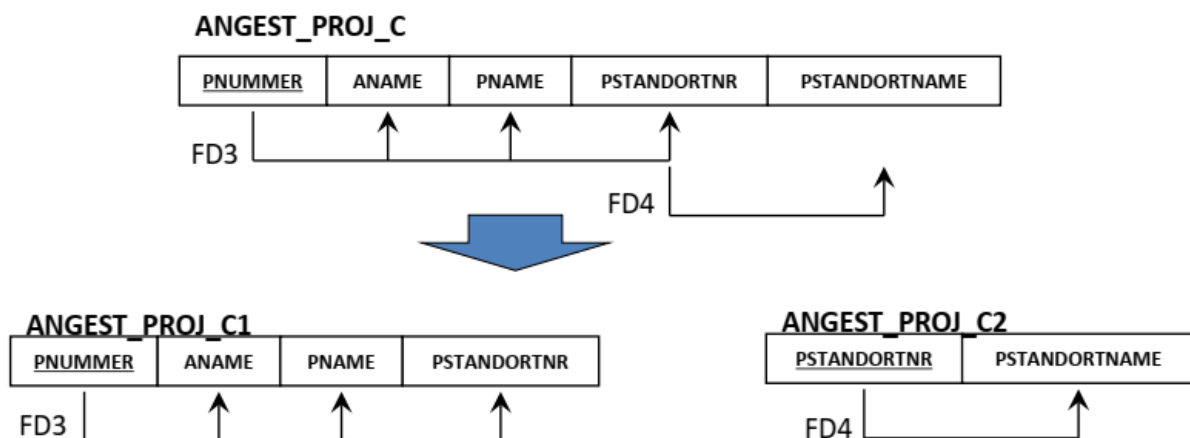 ANGEST_PROJ_C
PNUMMER ANAME PNAME PSTANDORTNR PSTANDORTNAME
FD3
FD4
ANGEST_PROJ_C1
PNUMMER ANAME PNAME PSTANDORTNR
FD3
ANGEST_PROJ_C2
PSTANDORTNR PSTANDORTNAME
FD4